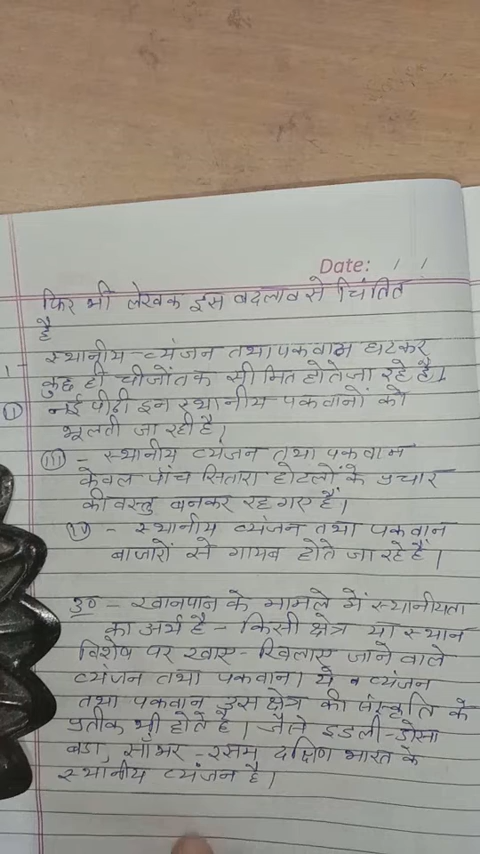 Date: / /
फिर भी लेखक इस बदलाव से चिंतित
है
1- स्थानीय-व्यंजन तथा पकवान घटकर
कुछ ही चीजों तक सीमित होते जा रहे है।
(II) नई पीढ़ी इन स्थानीय पकवानों को
भूलती जा रही है।
(III) - स्थानीय व्यंजन तथा पकवान
केवल पांच सितारा होटलों के प्रचार
की वस्तु बनकर रह गए हैं।
(IV) - स्थानीय व्यंजन तथा पकवान
बाजारों से गायब होते जा रहे हैं।
उ०- खानपान के मामले में स्थानीयता
का अर्थ है - किसी क्षेत्र या स्थान
विशेष पर खाए-खिलाए जाने वाले
व्यंजन तथा पकवान। ये व्यंजन
तथा पकवान उस क्षेत्र की संस्कृति के
प्रतीक भी होते है। जैसे इडली-डोसा
बडा, सांभर-रसम दक्षिण भारत के
स्थानीय व्यंजन है।